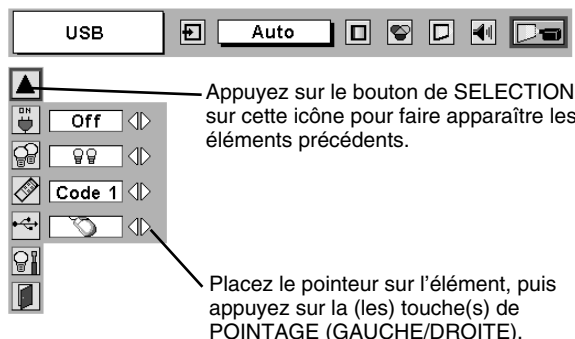 USB
Auto
Appuyez sur le bouton de SELECTION
sur cette icône pour faire apparaître les
éléments précédents.
ON
Off
Code 1
Placez le pointeur sur l'élément, puis
appuyez sur la (les) touche(s) de
POINTAGE (GAUCHE/DROITE).